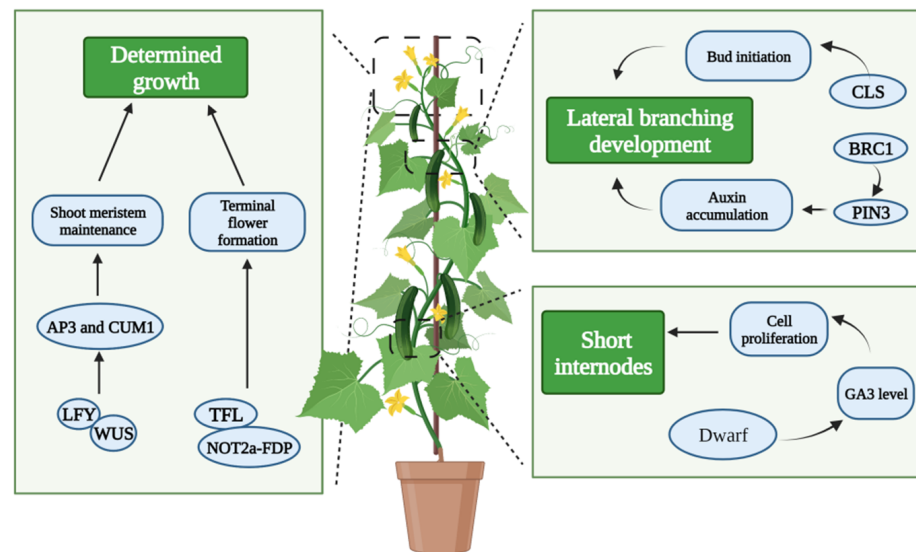 Determined
growth
Shoot meristem
maintenance
Terminal
flower
formation
AP3 and CUM1
LFY
WUS
TFL
NOT2a-FDP
Bud initiation
CLS
Lateral branching
development
BRC1
Auxin
accumulation
PIN3
Short
internodes
Cell
proliferation
GA3 level
Dwarf